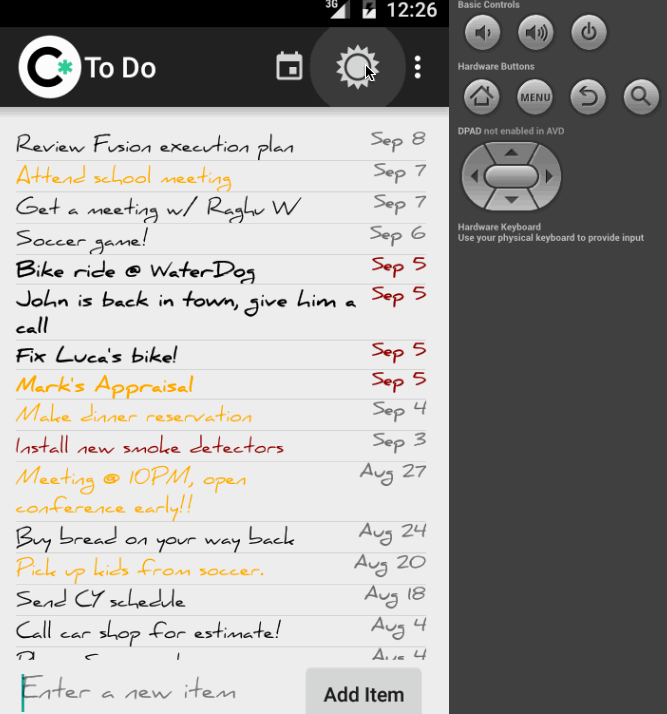 3G 12:26
C* To Do
Review Fusion execution plan Sep 8
Attend school meeting Sep 7
Get a meeting w/ Raghu W Sep 7
Soccer game! Sep 6
Bike ride @ WaterDog Sep 5
John is back in town, give him a Sep 5
call
Fix Luca's bike! Sep 5
Mark's Appraisal Sep 5
Make dinner reservation Sep 4
Install new smoke detectors Sep 3
Meeting @ 10PM, open Aug 27
conference early!!
Buy bread on your way back Aug 24
Pick up kids from soccer. Aug 20
Send CY schedule Aug 18
Call car shop for estimate! Aug 4
Aug 4
Enter a new item Add Item
Basic Controls
Hardware Buttons
MENU
DPAD not enabled in AVD
Hardware Keyboard
Use your physical keyboard to provide input